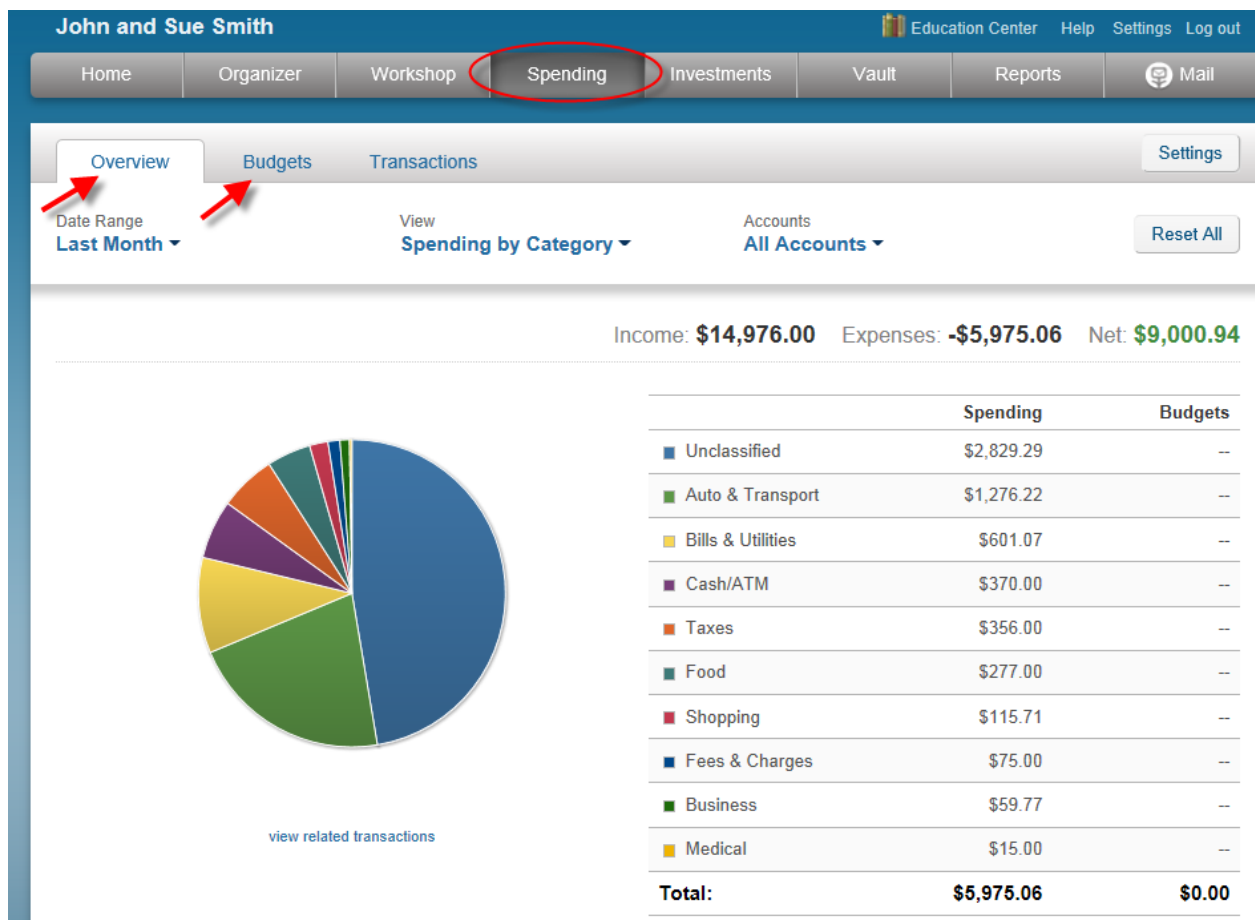 John and Sue Smith Education Center Help Settings Log out
Home Organizer Workshop Spending Investments Vault Reports Mail
Overview Budgets Transactions Settings
Date Range View Accounts
Last Month Spending by Category All Accounts Reset All
Income: $14,976.00 Expenses: -$5,975.06 Net: $9,000.94
Spending Budgets
Unclassified $2,829.29 --
Auto & Transport $1,276.22 --
Bills & Utilities $601.07 --
Cash/ATM $370.00 --
Taxes $356.00 --
Food $277.00 --
Shopping $115.71 --
Fees & Charges $75.00 --
Business $59.77 --
Medical $15.00 --
Total: $5,975.06 $0.00
view related transactions